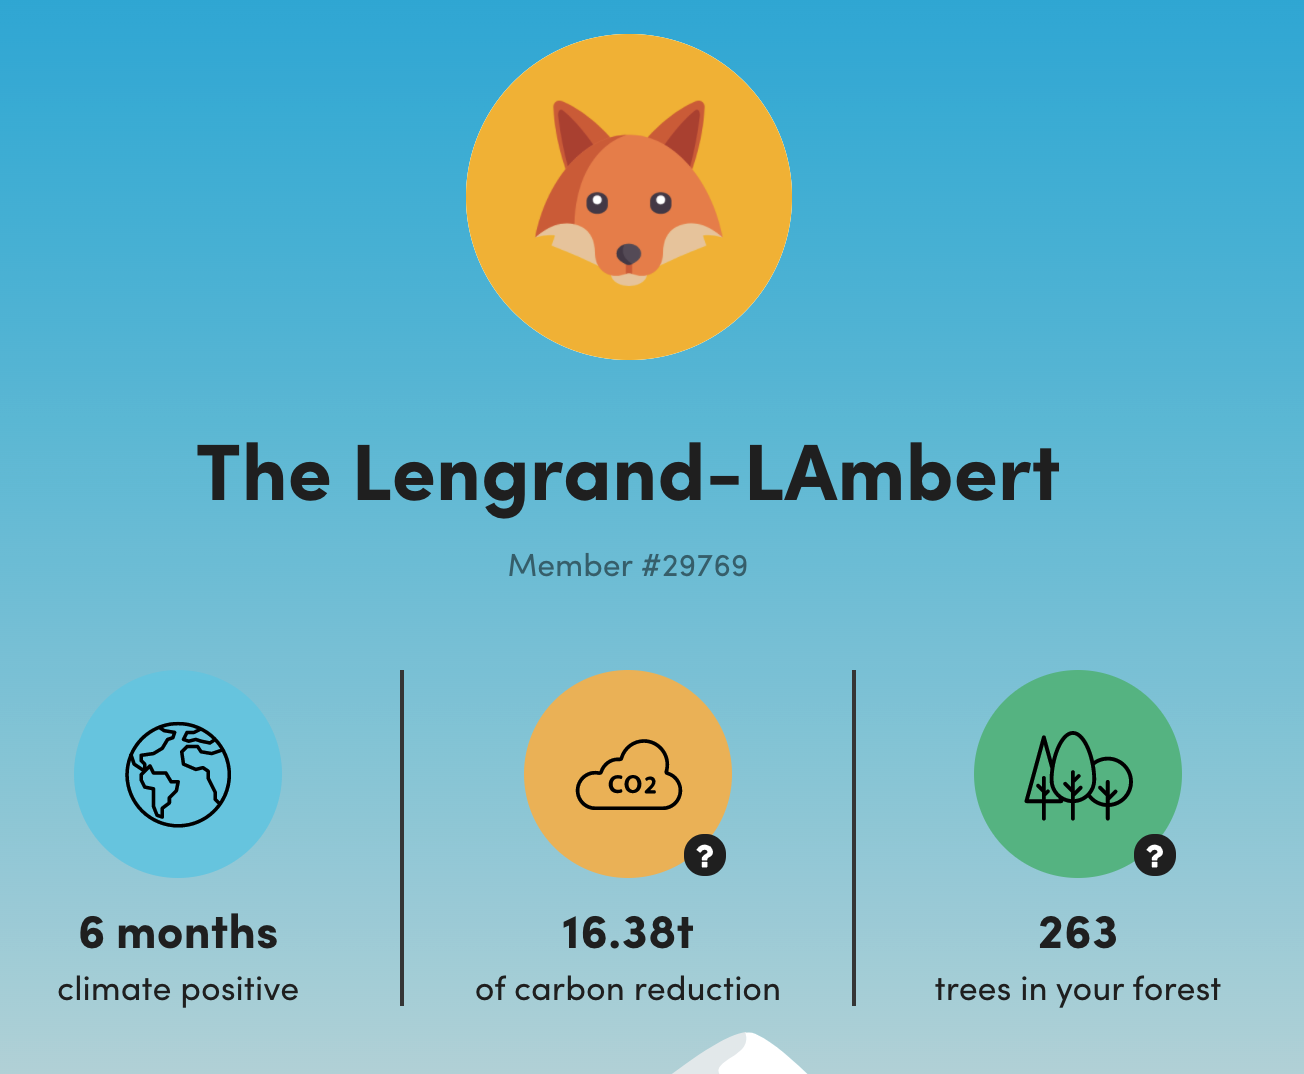 The Lengrand-LAmbert
Member #29769
CO2
?
?
6 months
climate positive
16.38t
of carbon reduction
263
trees in your forest